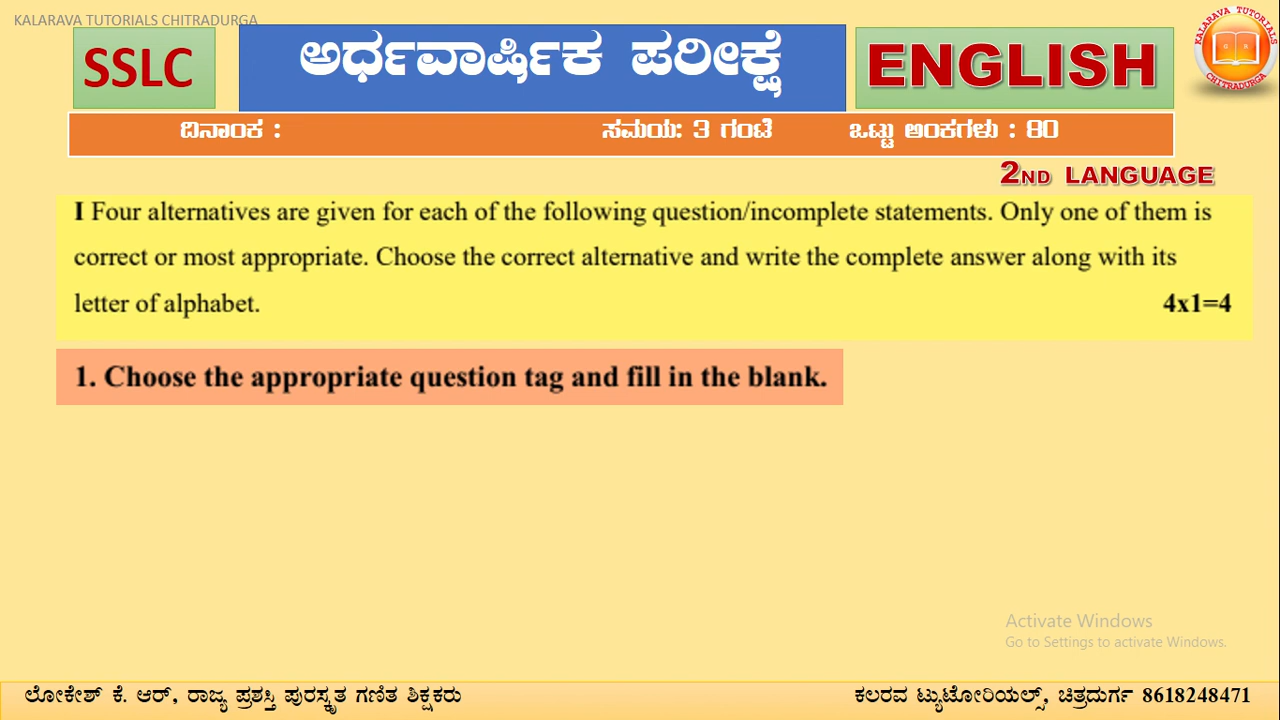 KALARAVA TUTORIALS CHITRADURGA
SSLC
ಅರ್ಧವಾರ್ಷಿಕ ಪರೀಕ್ಷೆ
ENGLISH
KALARAVA TUTORIALS
CHITRADURGA
ದಿನಾಂಕ : ಸಮಯ: 3 ಗಂಟೆ ಒಟ್ಟು ಅಂಕಗಳು : 80
2ND LANGUAGE
I Four alternatives are given for each of the following question/incomplete statements. Only one of them is
correct or most appropriate. Choose the correct alternative and write the complete answer along with its
letter of alphabet. 4x1=4
1. Choose the appropriate question tag and fill in the blank.
Activate Windows
Go to Settings to activate Windows.
ಲೋಕೇಶ್ ಕೆ. ಆರ್, ರಾಜ್ಯ ಪ್ರಶಸ್ತಿ ಪುರಸ್ಕೃತ ಗಣಿತ ಶಿಕ್ಷಕರು ಕಲರವ ಟ್ಯುಟೋರಿಯಲ್ಸ್, ಚಿತ್ರದುರ್ಗ 8618248471